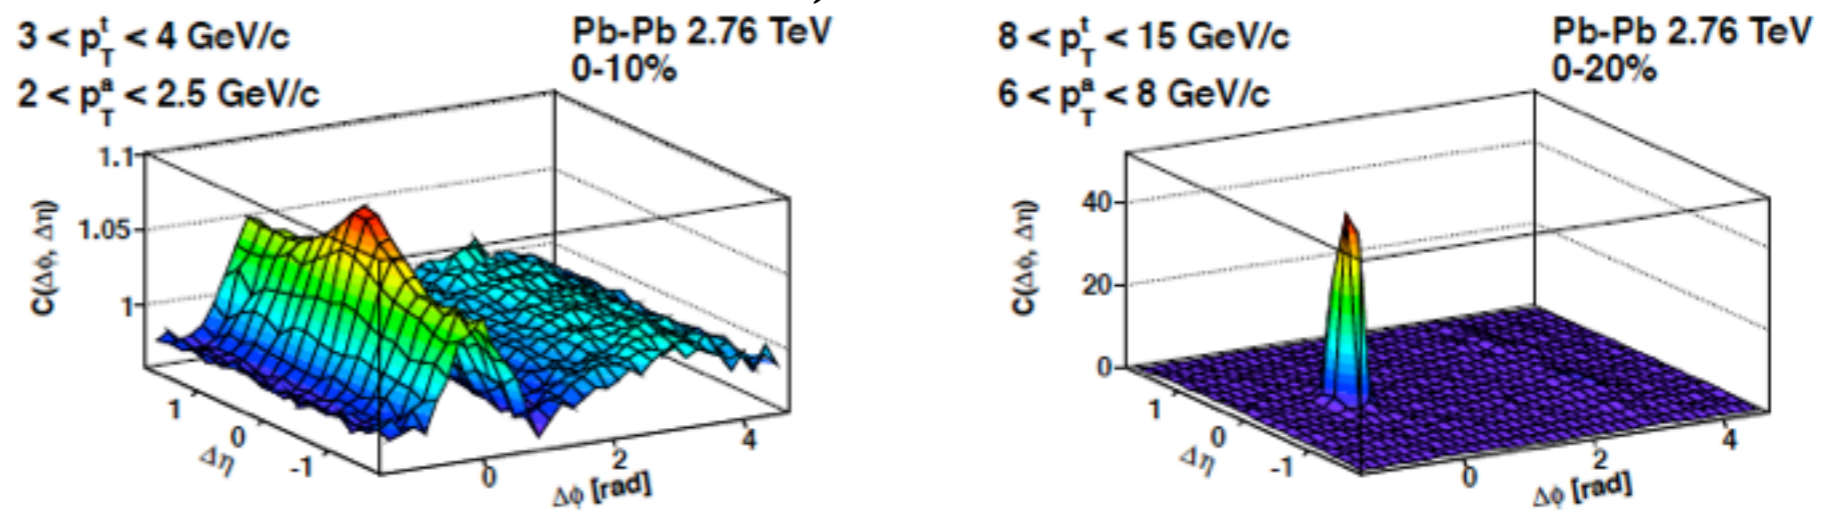 3 < p_T^t < 4 GeV/c
2 < p_T^a < 2.5 GeV/c
Pb-Pb 2.76 TeV
0-10%
1.1
1.05
1
C(Δϕ, Δη)
1
0
-1
Δη
0
2
4
Δϕ [rad]
8 < p_T^t < 15 GeV/c
6 < p_T^a < 8 GeV/c
Pb-Pb 2.76 TeV
0-20%
40
20
0
C(Δϕ, Δη)
1
0
-1
Δη
0
2
4
Δϕ [rad]